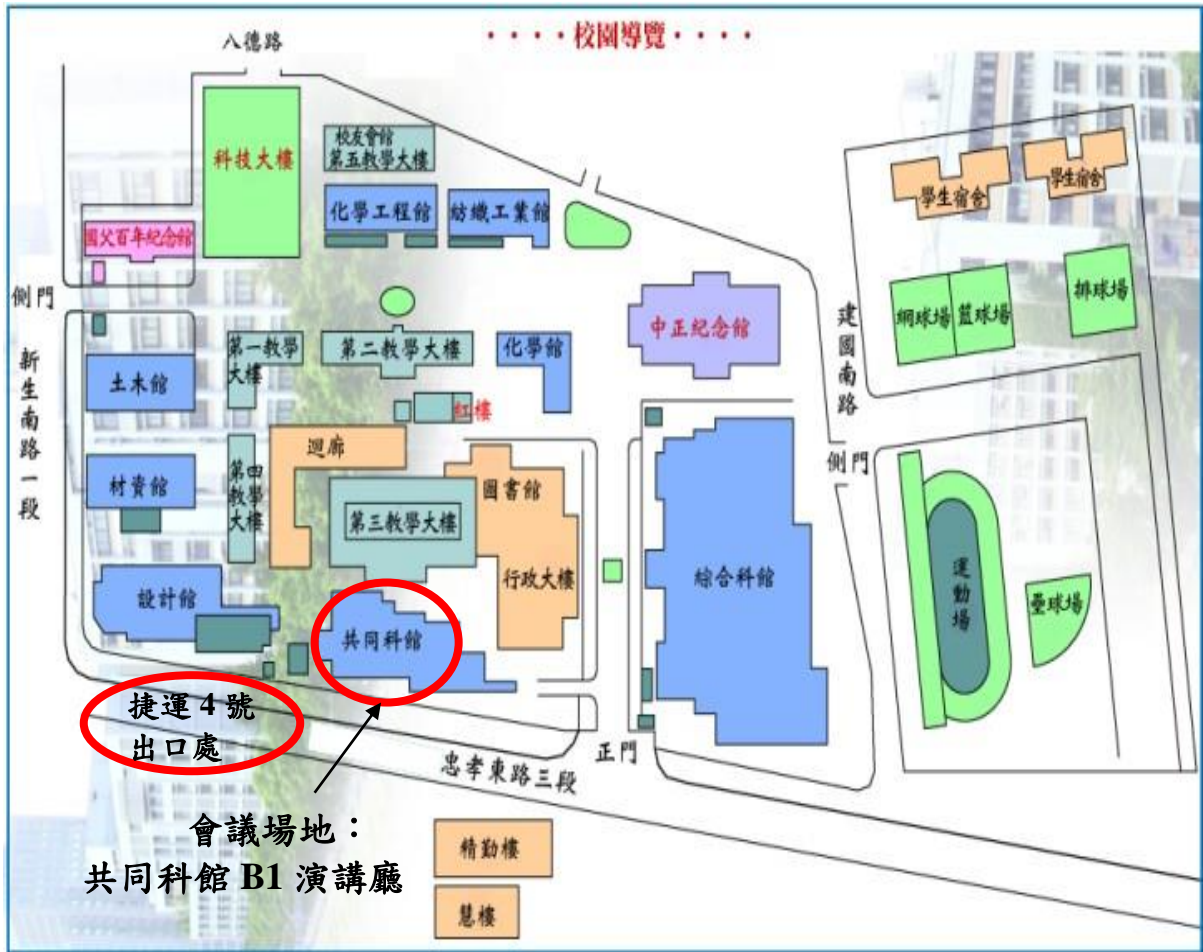 ····校園導覽····
八德路
科技大樓
校友會館
第五教學大樓
化學工程館
紡織工業館
學生宿舍
學生宿舍
國父百年紀念館
側門
網球場
籃球場
排球場
中正紀念館
建國南路
新生南路一段
土木館
第一教學
大樓
第二教學大樓
化學館
紅樓
迴廊
側門
材資館
第四
教學
大樓
圖書館
第三教學大樓
行政大樓
綜合科館
運動場
壘球場
設計館
共同科館
捷運 4 號
出口處
正門
忠孝東路三段
會議場地：
共同科館 B1 演講廳
精勤樓
慧樓